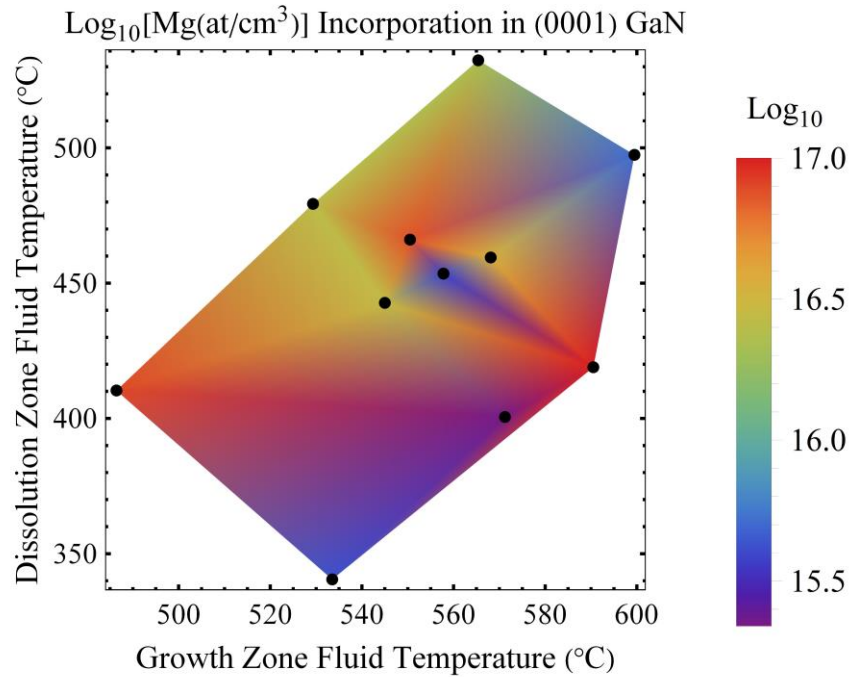 Log₁₀[Mg(at/cm³)] Incorporation in (0001) GaN
Dissolution Zone Fluid Temperature (°C)
500
450
400
350
500 520 540 560 580 600
Growth Zone Fluid Temperature (°C)
Log₁₀
17.0
16.5
16.0
15.5